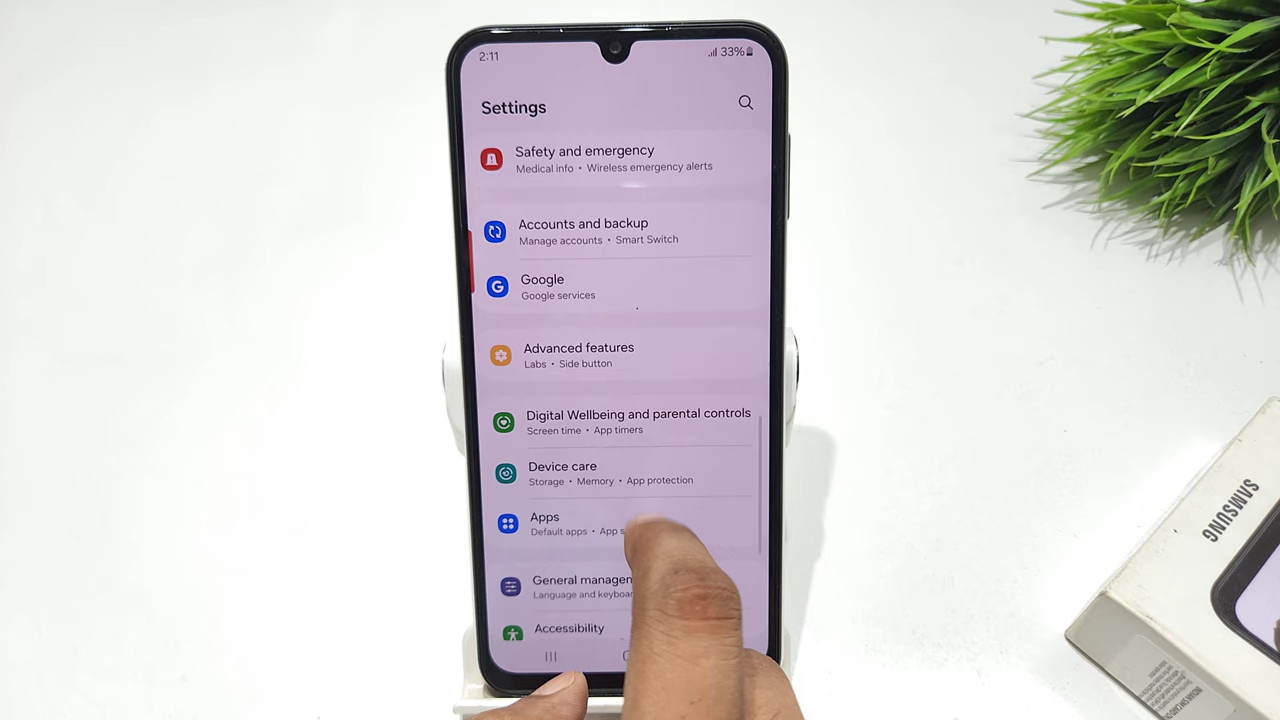 2:11
33%
Settings
Safety and emergency
Medical info • Wireless emergency alerts
Accounts and backup
Manage accounts • Smart Switch
Google
Google services
Advanced features
Labs • Side button
Digital Wellbeing and parental controls
Screen time • App timers
Device care
Storage • Memory • App protection
Apps
Default apps • App s
General managem
Language and keyboar
Accessibility
SAMSUNG